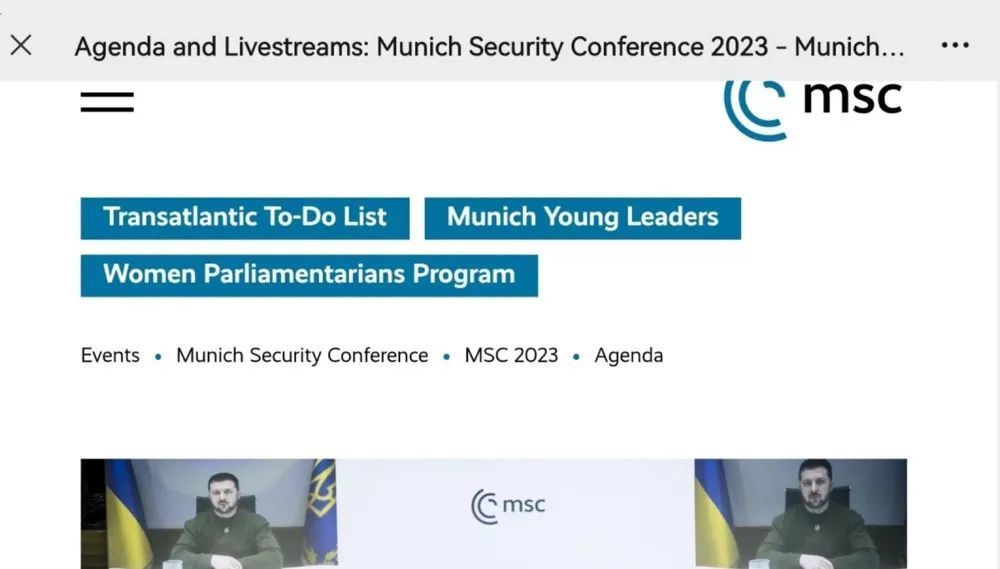 Agenda and Livestreams: Munich Security Conference 2023 – Munich...
msc
Transatlantic To-Do List
Munich Young Leaders
Women Parliamentarians Program
Events • Munich Security Conference • MSC 2023 • Agenda
msc